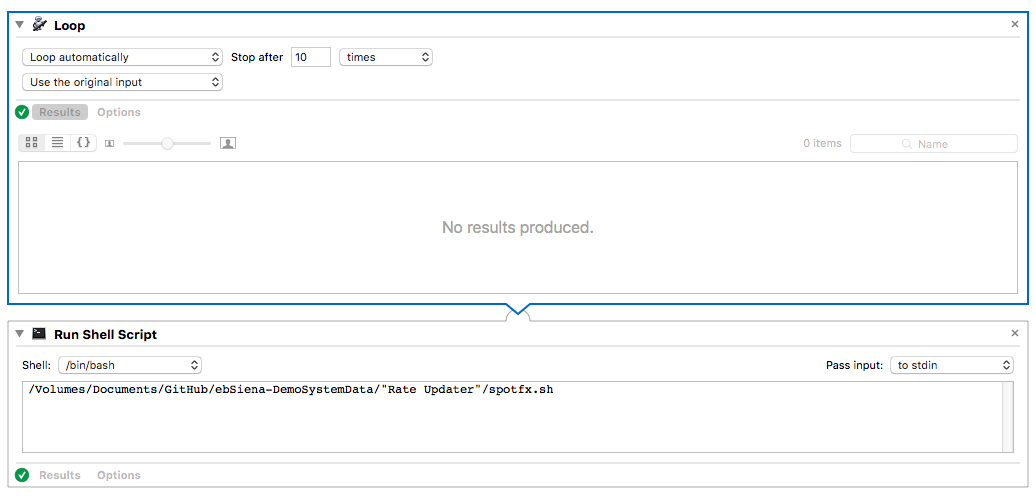 Loop
Loop automatically Stop after 10 times
Use the original input
Results Options
0 items Name
No results produced.
Run Shell Script
Shell: /bin/bash Pass input: to stdin
/Volumes/Documents/GitHub/ebSiena-DemoSystemData/"Rate Updater"/spotfx.sh
Results Options